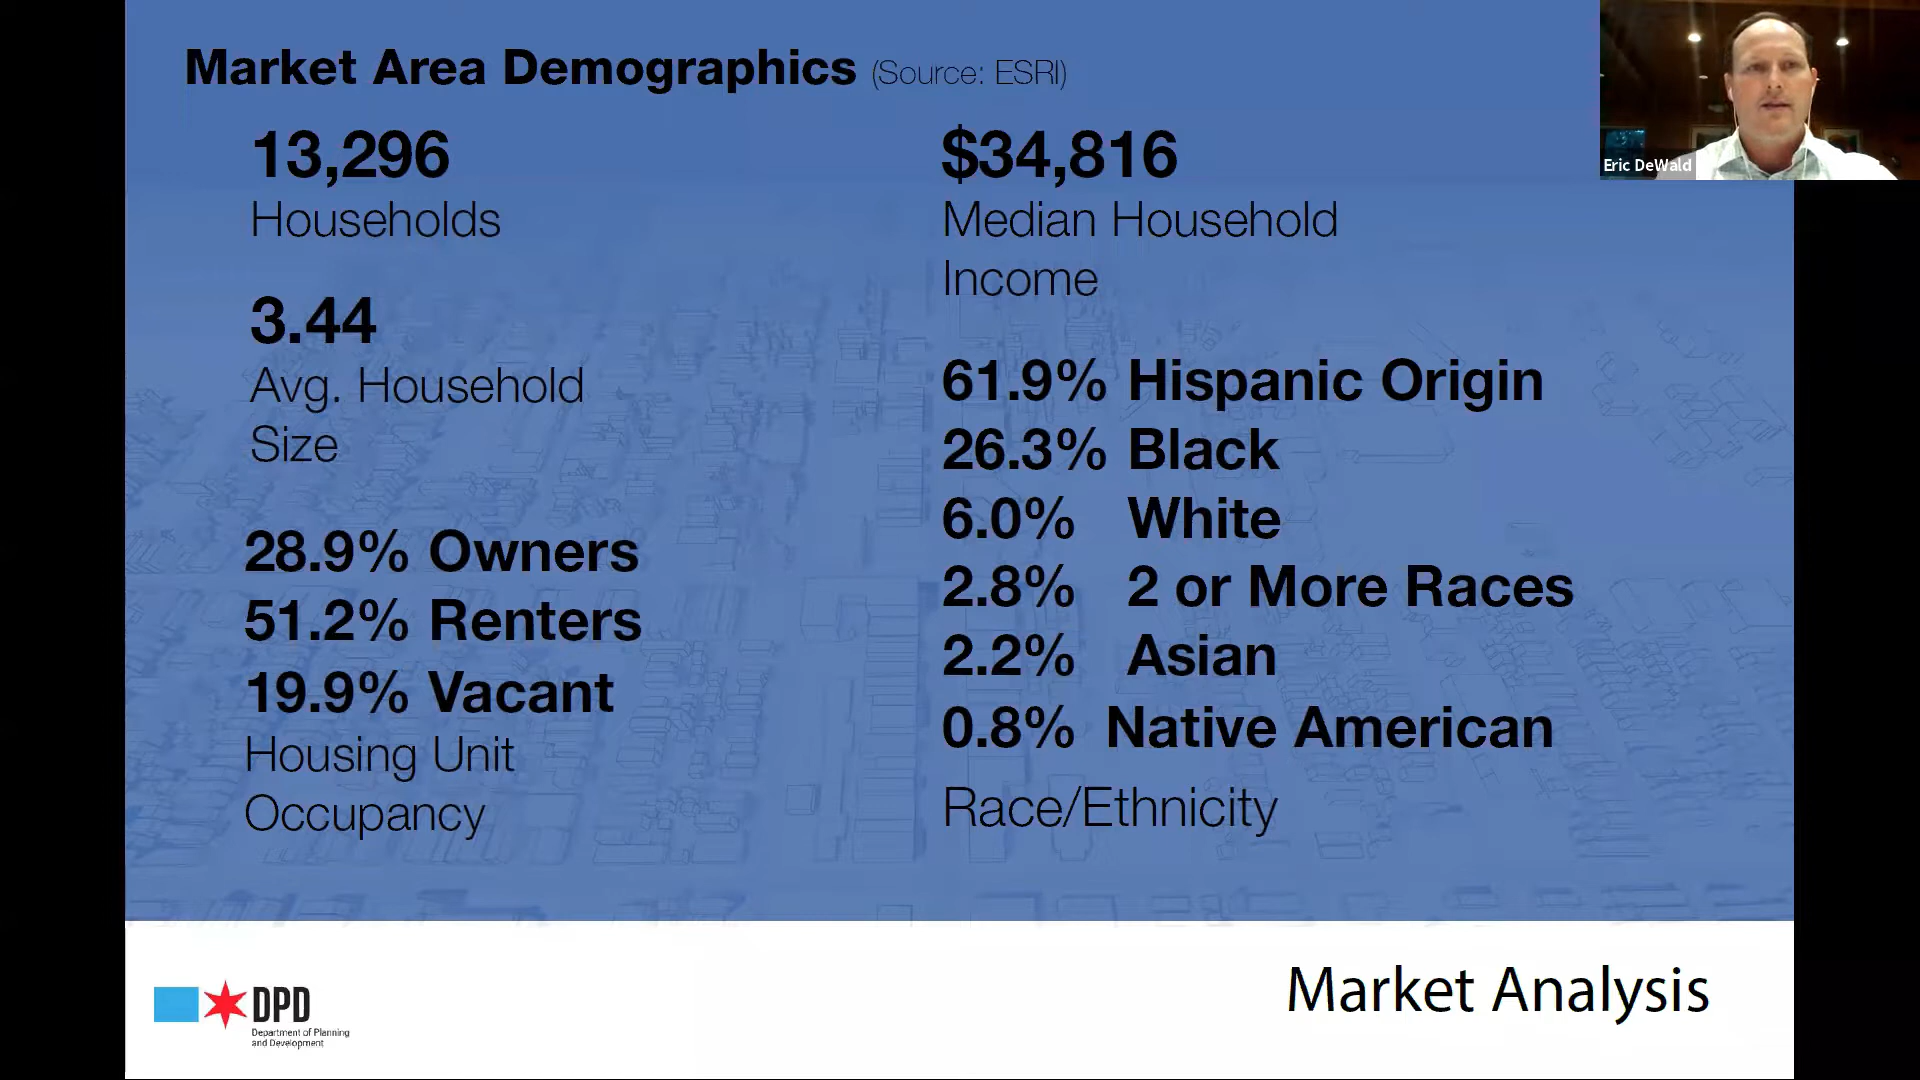 Market Area Demographics (Source: ESRI)
13,296
Households
3.44
Avg. Household
Size
28.9% Owners
51.2% Renters
19.9% Vacant
Housing Unit
Occupancy
$34,816
Median Household
Income
61.9% Hispanic Origin
26.3% Black
6.0% White
2.8% 2 or More Races
2.2% Asian
0.8% Native American
Race/Ethnicity
Eric DeWald
DPD
Department of Planning
and Development
Market Analysis